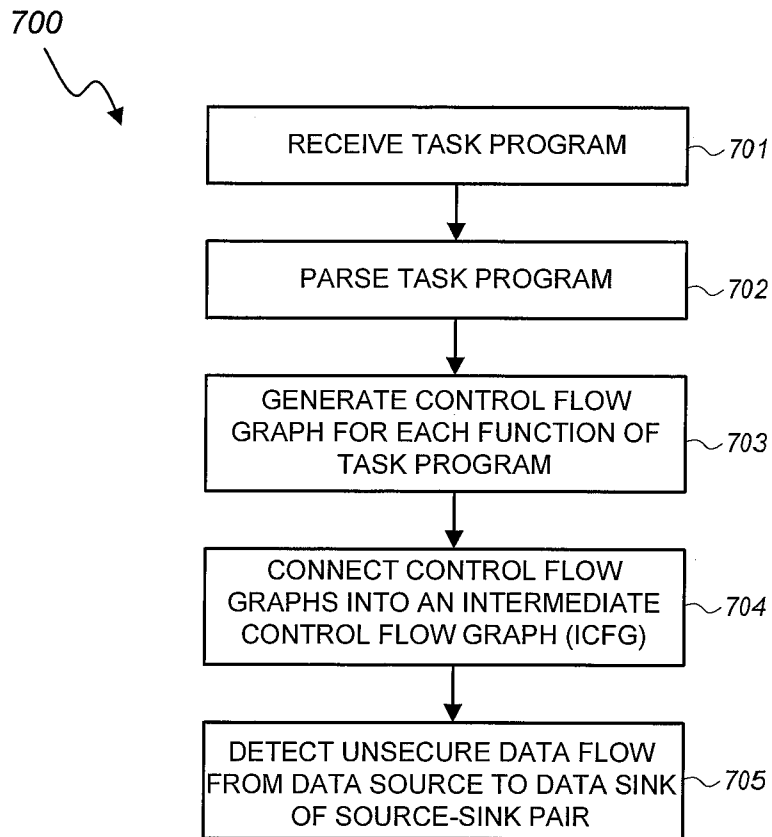 700
RECEIVE TASK PROGRAM
701
PARSE TASK PROGRAM
702
GENERATE CONTROL FLOW
GRAPH FOR EACH FUNCTION OF
TASK PROGRAM
703
CONNECT CONTROL FLOW
GRAPHS INTO AN INTERMEDIATE
CONTROL FLOW GRAPH (ICFG)
704
DETECT UNSECURE DATA FLOW
FROM DATA SOURCE TO DATA SINK
OF SOURCE-SINK PAIR
705